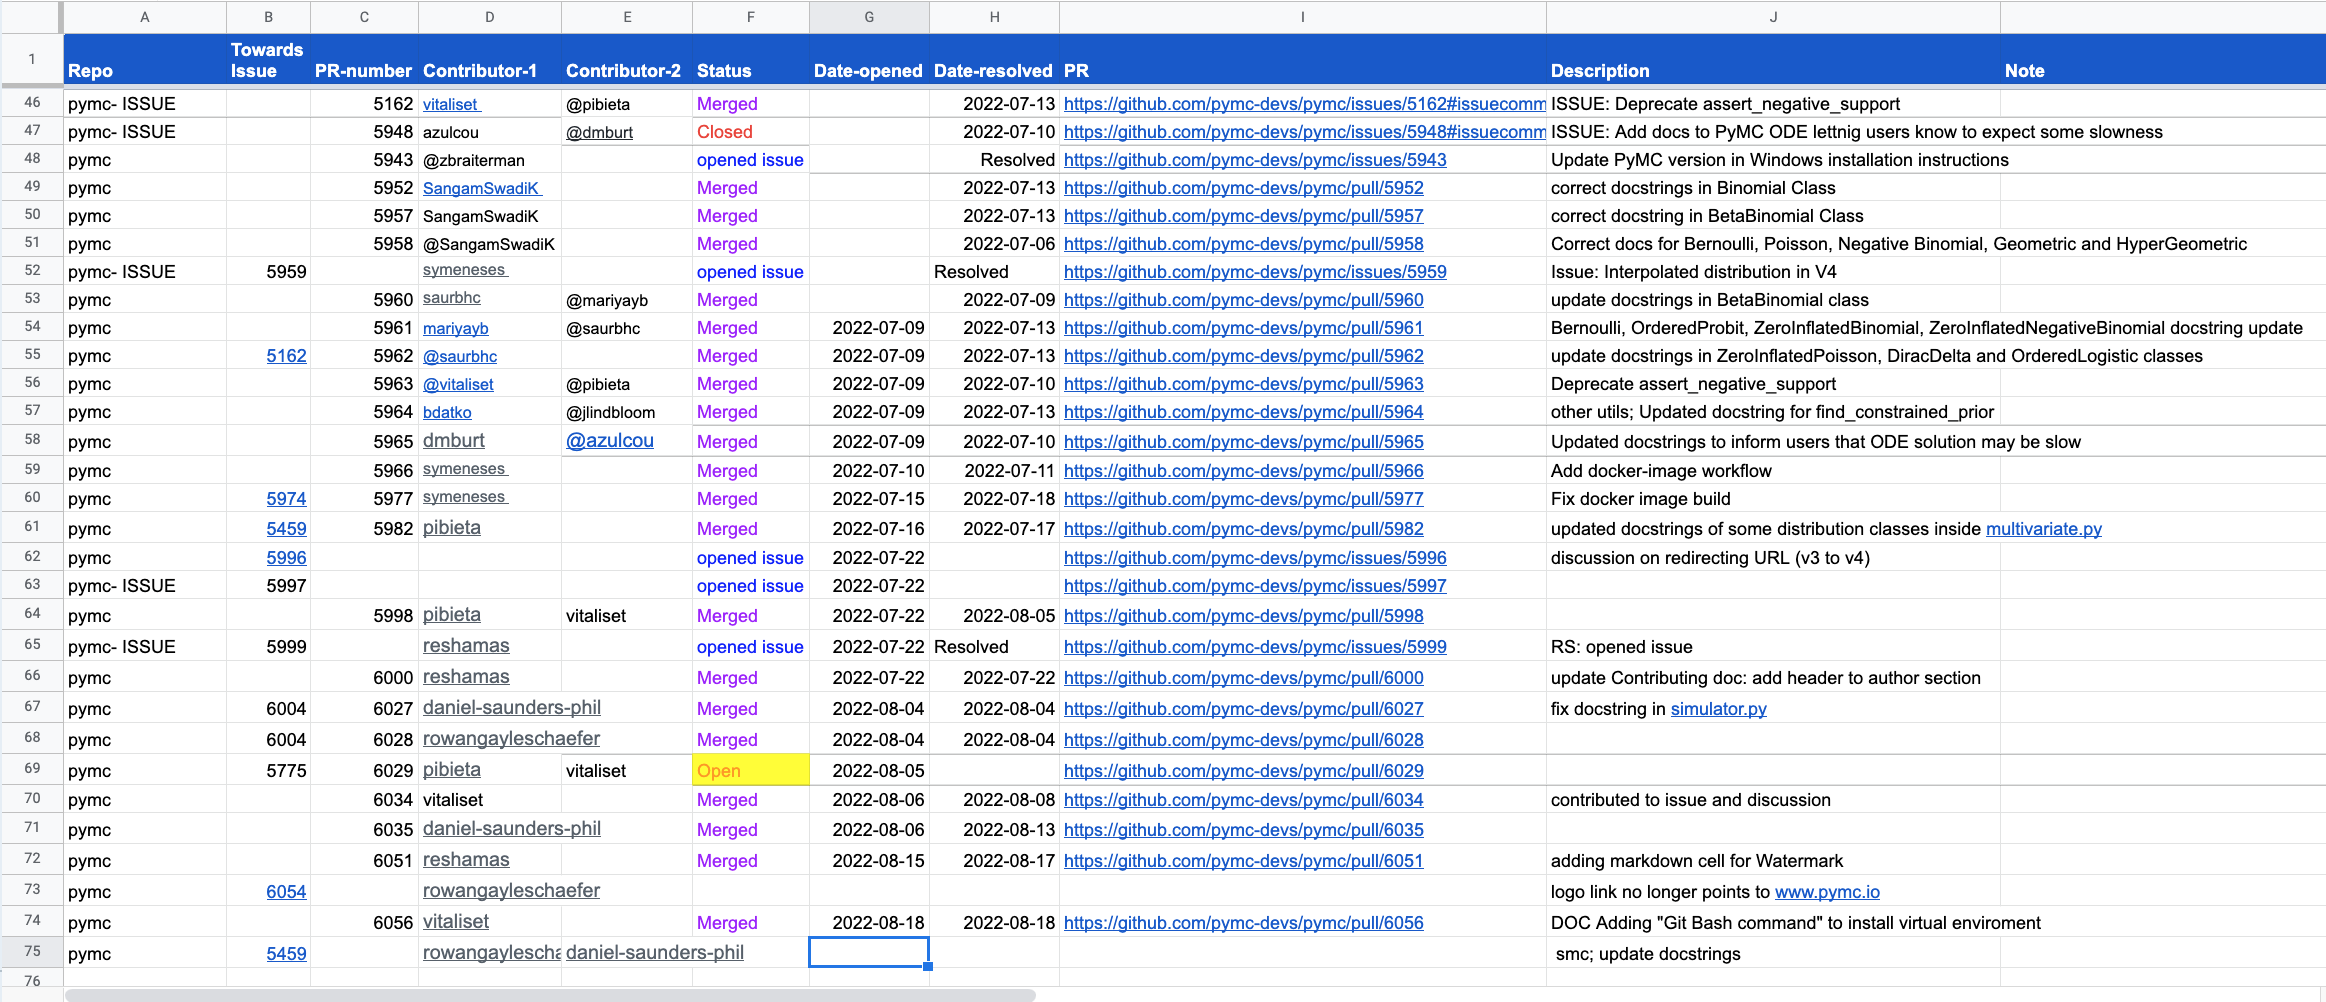 A B C D E F G H I J
1 Repo Towards Issue PR-number Contributor-1 Contributor-2 Status Date-opened Date-resolved PR Description Note
46 pymc- ISSUE 5162 vitaliset @pibieta Merged 2022-07-13 https://github.com/pymc-devs/pymc/issues/5162#issuecomm ISSUE: Deprecate assert_negative_support
47 pymc- ISSUE 5948 azulcou @dmburt Closed 2022-07-10 https://github.com/pymc-devs/pymc/issues/5948#issuecomm ISSUE: Add docs to PyMC ODE lettnig users know to expect some slowness
48 pymc 5943 @zbraiterman opened issue Resolved https://github.com/pymc-devs/pymc/issues/5943 Update PyMC version in Windows installation instructions
49 pymc 5952 SangamSwadiK Merged 2022-07-13 https://github.com/pymc-devs/pymc/pull/5952 correct docstrings in Binomial Class
50 pymc 5957 SangamSwadiK Merged 2022-07-13 https://github.com/pymc-devs/pymc/pull/5957 correct docstring in BetaBinomial Class
51 pymc 5958 @SangamSwadiK Merged 2022-07-06 https://github.com/pymc-devs/pymc/pull/5958 Correct docs for Bernoulli, Poisson, Negative Binomial, Geometric and HyperGeometric
52 pymc- ISSUE 5959 symeneses opened issue Resolved https://github.com/pymc-devs/pymc/issues/5959 Issue: Interpolated distribution in V4
53 pymc 5960 saurbhc @mariyayb Merged 2022-07-09 https://github.com/pymc-devs/pymc/pull/5960 update docstrings in BetaBinomial class
54 pymc 5961 mariyayb @saurbhc Merged 2022-07-09 2022-07-13 https://github.com/pymc-devs/pymc/pull/5961 Bernoulli, OrderedProbit, ZeroInflatedBinomial, ZeroInflatedNegativeBinomial docstring update
55 pymc 5162 5962 @saurbhc Merged 2022-07-09 2022-07-13 https://github.com/pymc-devs/pymc/pull/5962 update docstrings in ZeroInflatedPoisson, DiracDelta and OrderedLogistic classes
56 pymc 5963 @vitaliset @pibieta Merged 2022-07-09 2022-07-10 https://github.com/pymc-devs/pymc/pull/5963 Deprecate assert_negative_support
57 pymc 5964 bdatko @jlindbloom Merged 2022-07-09 2022-07-13 https://github.com/pymc-devs/pymc/pull/5964 other utils; Updated docstring for find_constrained_prior
58 pymc 5965 dmburt @azulcou Merged 2022-07-09 2022-07-10 https://github.com/pymc-devs/pymc/pull/5965 Updated docstrings to inform users that ODE solution may be slow
59 pymc 5966 symeneses Merged 2022-07-10 2022-07-11 https://github.com/pymc-devs/pymc/pull/5966 Add docker-image workflow
60 pymc 5974 5977 symeneses Merged 2022-07-15 2022-07-18 https://github.com/pymc-devs/pymc/pull/5977 Fix docker image build
61 pymc 5459 5982 pibieta Merged 2022-07-16 2022-07-17 https://github.com/pymc-devs/pymc/pull/5982 updated docstrings of some distribution classes inside multivariate.py
62 pymc 5996 opened issue 2022-07-22 https://github.com/pymc-devs/pymc/issues/5996 discussion on redirecting URL (v3 to v4)
63 pymc- ISSUE 5997 opened issue 2022-07-22 https://github.com/pymc-devs/pymc/issues/5997
64 pymc 5998 pibieta vitaliset Merged 2022-07-22 2022-08-05 https://github.com/pymc-devs/pymc/pull/5998
65 pymc- ISSUE 5999 reshamas opened issue 2022-07-22 Resolved https://github.com/pymc-devs/pymc/issues/5999 RS: opened issue
66 pymc 6000 reshamas Merged 2022-07-22 2022-07-22 https://github.com/pymc-devs/pymc/pull/6000 update Contributing doc: add header to author section
67 pymc 6004 6027 daniel-saunders-phil Merged 2022-08-04 2022-08-04 https://github.com/pymc-devs/pymc/pull/6027 fix docstring in simulator.py
68 pymc 6004 6028 rowangayleschaefer Merged 2022-08-04 2022-08-04 https://github.com/pymc-devs/pymc/pull/6028
69 pymc 5775 6029 pibieta vitaliset Open 2022-08-05 https://github.com/pymc-devs/pymc/pull/6029
70 pymc 6034 vitaliset Merged 2022-08-06 2022-08-08 https://github.com/pymc-devs/pymc/pull/6034 contributed to issue and discussion
71 pymc 6035 daniel-saunders-phil Merged 2022-08-06 2022-08-13 https://github.com/pymc-devs/pymc/pull/6035
72 pymc 6051 reshamas Merged 2022-08-15 2022-08-17 https://github.com/pymc-devs/pymc/pull/6051 adding markdown cell for Watermark
73 pymc 6054 rowangayleschaefer logo link no longer points to www.pymc.io
74 pymc 6056 vitaliset Merged 2022-08-18 2022-08-18 https://github.com/pymc-devs/pymc/pull/6056 DOC Adding "Git Bash command" to install virtual enviroment
75 pymc 5459 rowangayлescha daniel-saunders-phil smc; update docstrings
76